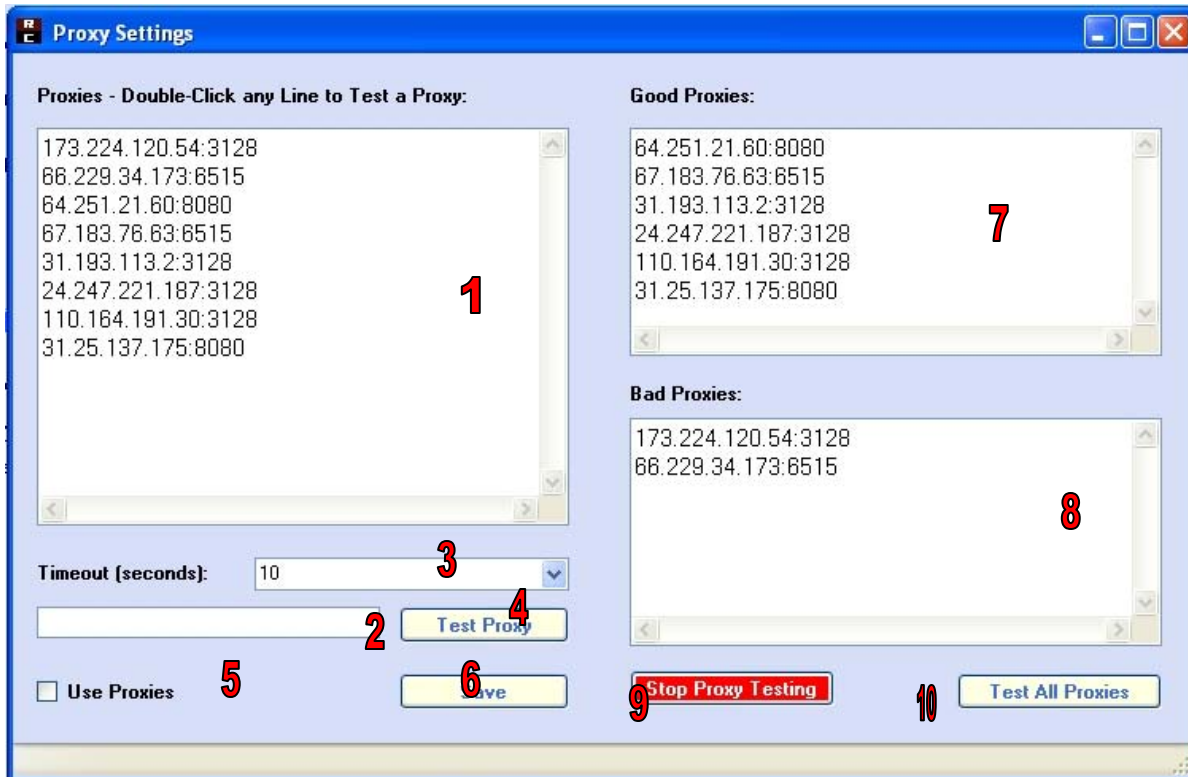 R
C
Proxy Settings
Proxies - Double-Click any Line to Test a Proxy:
173.224.120.54:3128
66.229.34.173:6515
64.251.21.60:8080
67.183.76.63:6515
31.193.113.2:3128
24.247.221.187:3128
110.164.191.30:3128
31.25.137.175:8080
1
Timeout (seconds):
10
3
2
Test Proxy
4
Use Proxies
5
Save
6
Good Proxies:
64.251.21.60:8080
67.183.76.63:6515
31.193.113.2:3128
24.247.221.187:3128
110.164.191.30:3128
31.25.137.175:8080
7
Bad Proxies:
173.224.120.54:3128
66.229.34.173:6515
8
Stop Proxy Testing
9
10
Test All Proxies